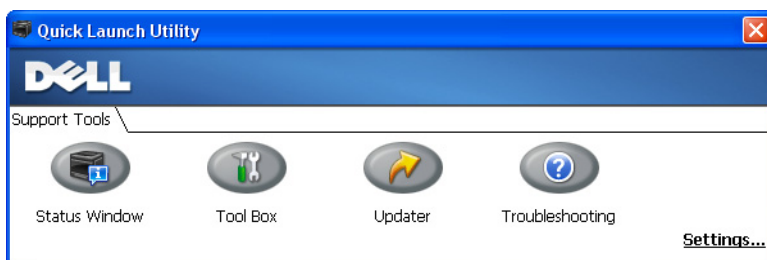 Quick Launch Utility
DELL
Support Tools
Status Window Tool Box Updater Troubleshooting
Settings...